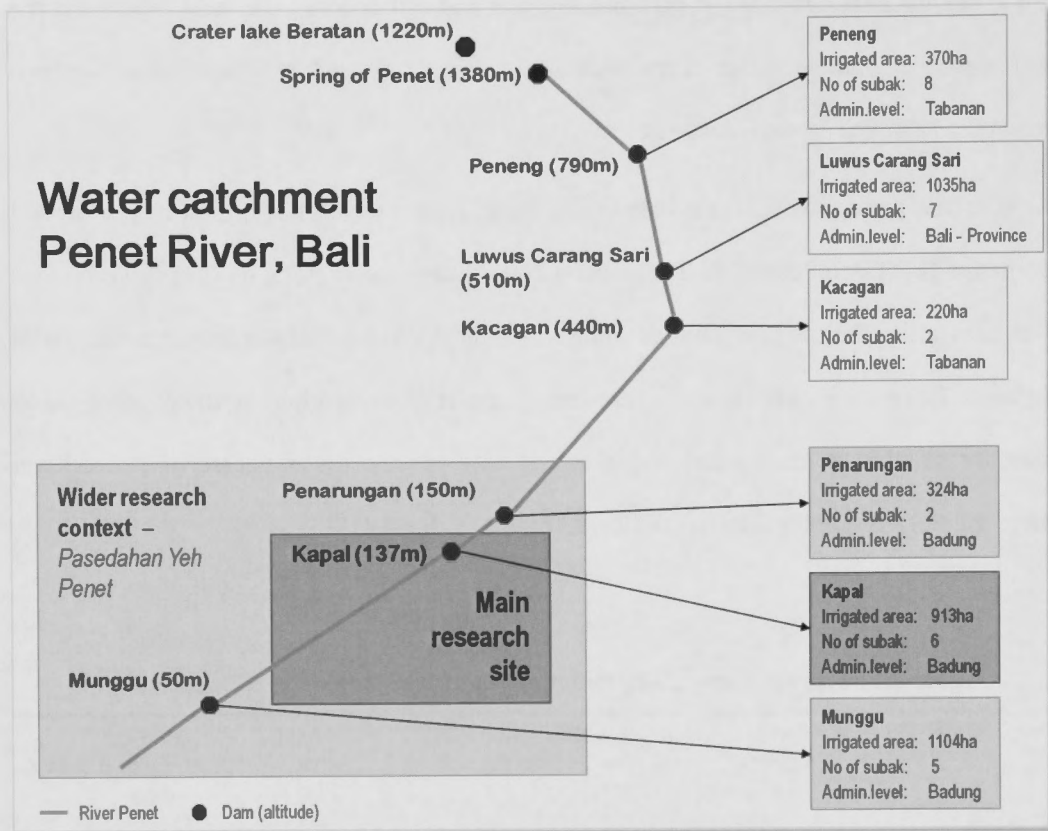 Crater lake Beratan (1220m)
Spring of Penet (1380m)
Peneng (790m)
Water catchment
Penet River, Bali
Luwus Carang Sari
(510m)
Kacagan (440m)
Wider research
context –
Pasedahan Yeh
Penet
Penarungan (150m)
Kapal (137m)
Main
research
site
Munggu (50m)
River Penet
Dam (altitude)
Peneng
Irrigated area: 370ha
No of subak: 8
Admin.level: Tabanan
Luwus Carang Sari
Irrigated area: 1035ha
No of subak: 7
Admin.level: Bali - Province
Kacagan
Irrigated area: 220ha
No of subak: 2
Admin.level: Tabanan
Penarungan
Irrigated area: 324ha
No of subak: 2
Admin.level: Badung
Kapal
Irrigated area: 913ha
No of subak: 6
Admin.level: Badung
Munggu
Irrigated area: 1104ha
No of subak: 5
Admin.level: Badung